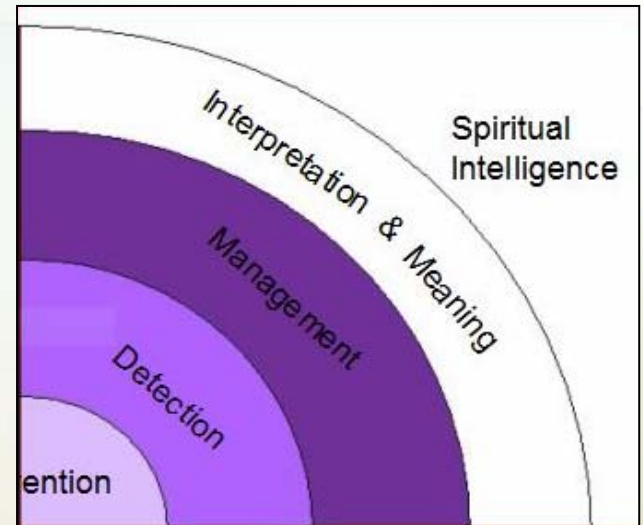 Interpretation & Meaning
Spiritual
Intelligence
Management
Detection
ention